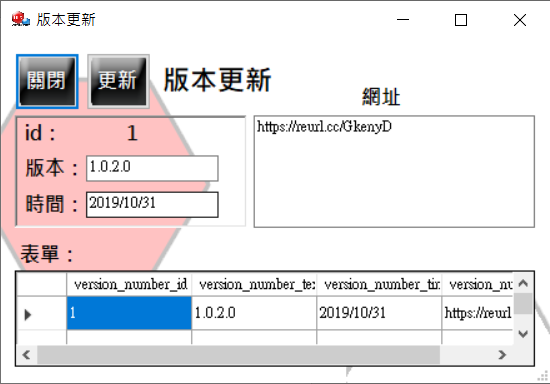 版本更新
關閉 更新 版本更新
網址
id： 1
https://reurl.cc/GkenyD
版本：1.0.2.0
時間：2019/10/31
表單：
version_number_id version_number_te version_number_tin version_nu
1 1.0.2.0 2019/10/31 https://reurl